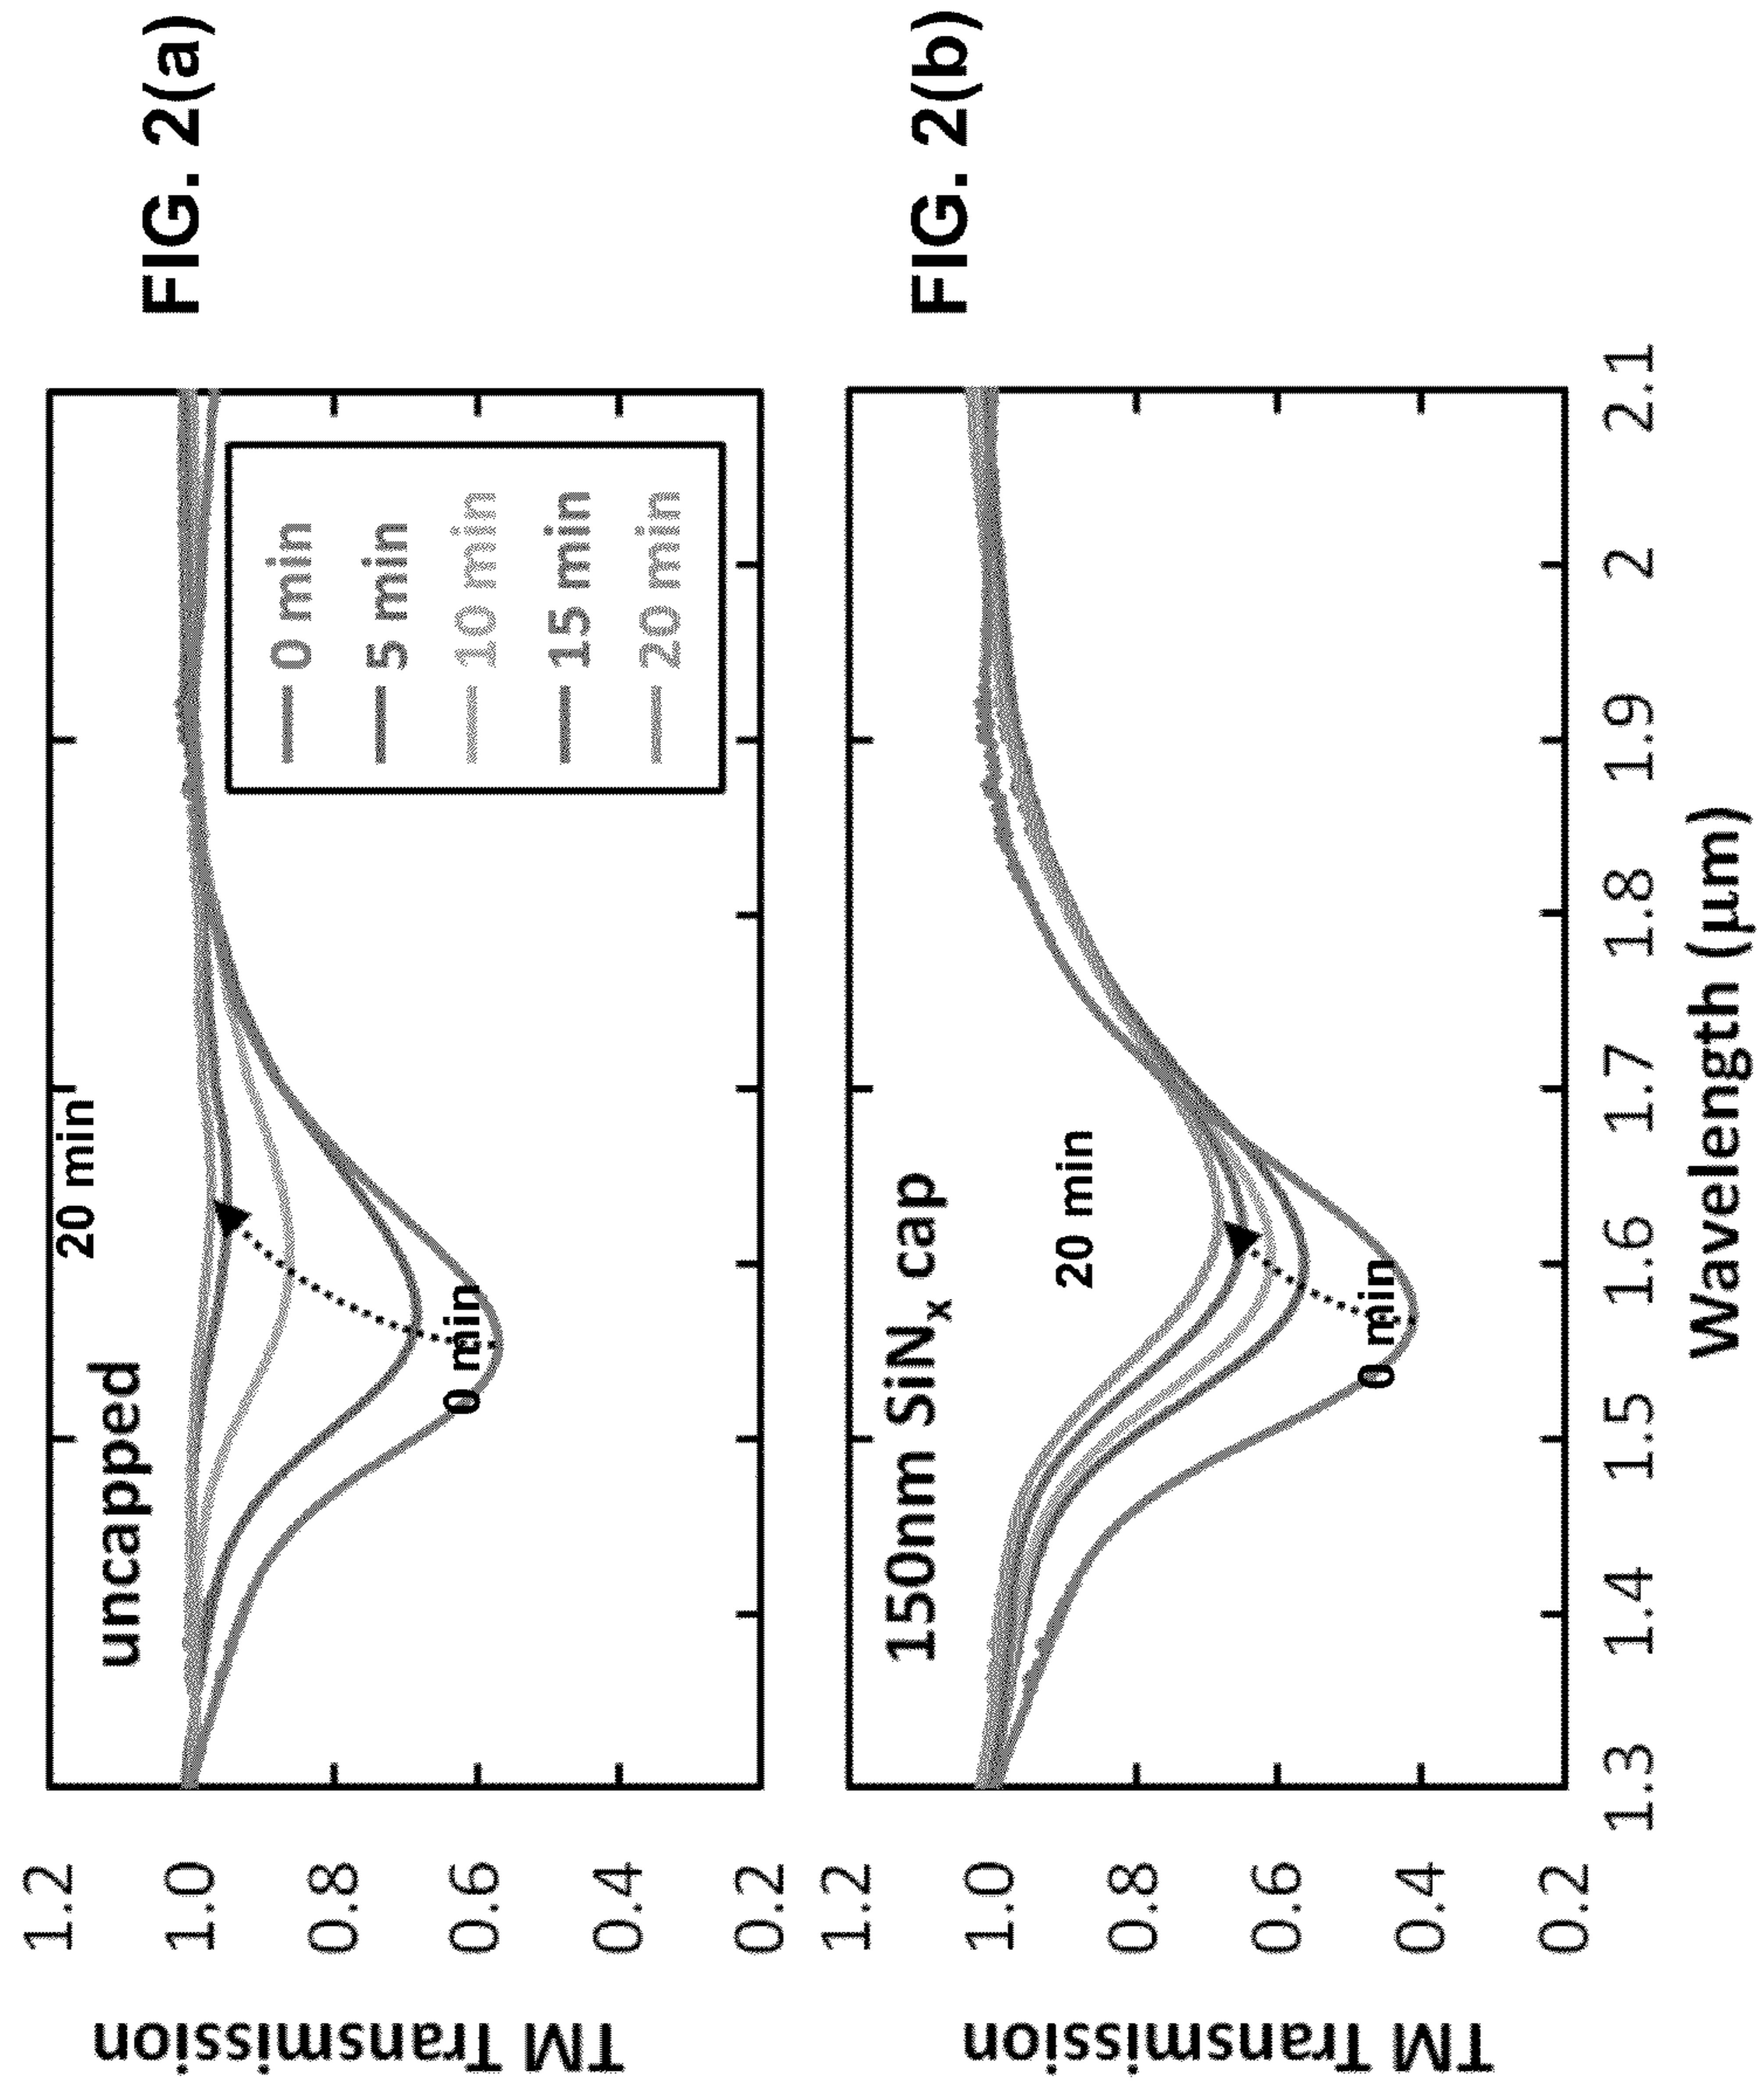 FIG. 2(a)
TM Transmission
1.2
1.0
0.8
0.6
0.4
0.2
uncapped
20 min
0 min
0 min
5 min
10 min
15 min
20 min
FIG. 2(b)
TM Transmission
1.2
1.0
0.8
0.6
0.4
0.2
150nm SiNx cap
20 min
0 min
1.3 1.4 1.5 1.6 1.7 1.8 1.9 2 2.1
Wavelength (μm)